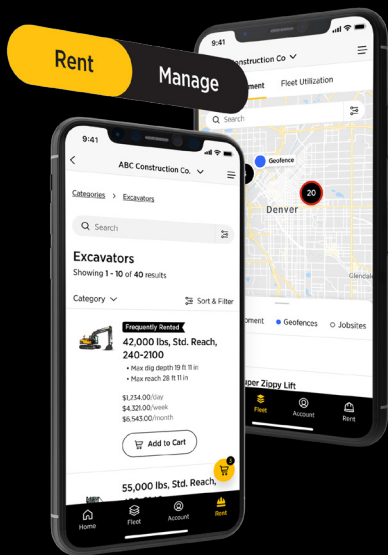 Rent
Manage
9:41
ABC Construction Co.
Categories > Excavators
Search
Excavators
Showing 1 - 10 of 40 results
Category
Sort & Filter
Frequently Rented
42,000 lbs, Std. Reach,
240-2100
• Max dig depth 19 ft 11 in
• Max reach 28 ft 11 in
$1,234.00/day
$4,321.00/week
$6,543.00/month
Add to Cart
3
55,000 lbs, Std. Reach,
Home
Fleet
Account
Rent
9:41
Construction Co
Fleet Utilization
Search
Geofence
20
Denver
Glendale
Geofences
Jobsites
Super Zippy Lift
Fleet
Account
Rent